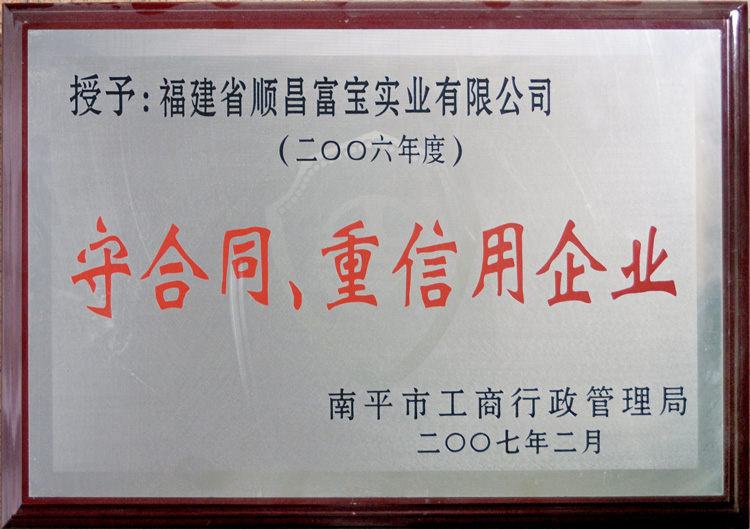 授予：福建省顺昌富宝实业有限公司
（二〇〇六年度）
守合同、重信用企业
南平市工商行政管理局
二〇〇七年二月